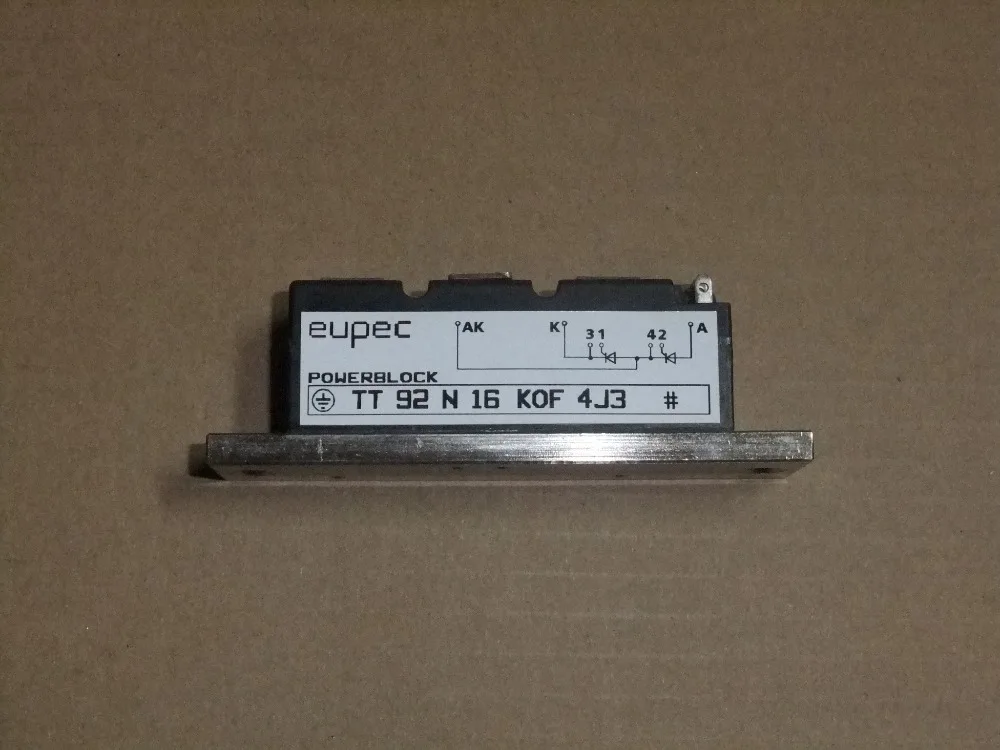 eupec AK K A
31 42
POWERBLOCK
TT 92 N 16 KOF 4J3 #